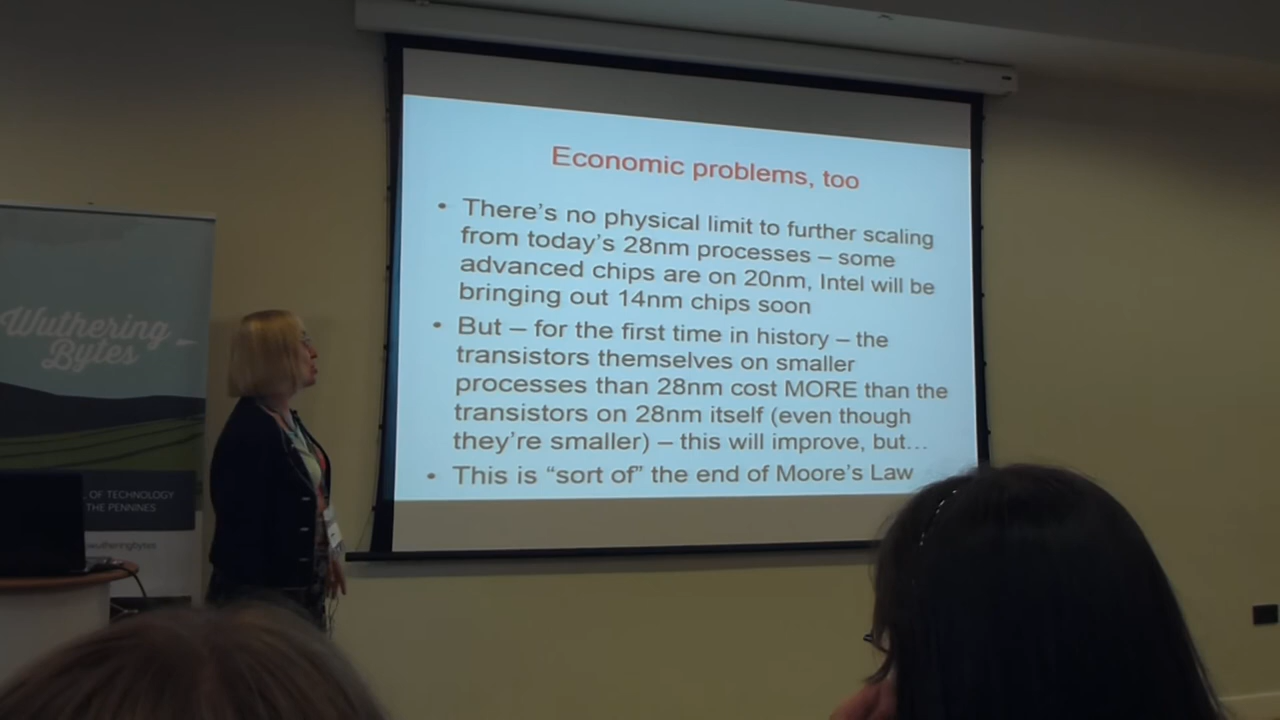 Economic problems, too
• There's no physical limit to further scaling
from today's 28nm processes – some
advanced chips are on 20nm, Intel will be
bringing out 14nm chips soon
• But – for the first time in history – the
transistors themselves on smaller
processes than 28nm cost MORE than the
transistors on 28nm itself (even though
they're smaller) – this will improve, but…
• This is “sort of” the end of Moore's Law
Wuthering
Bytes
OF TECHNOLOGY
THE PENNINES
wutheringbytes